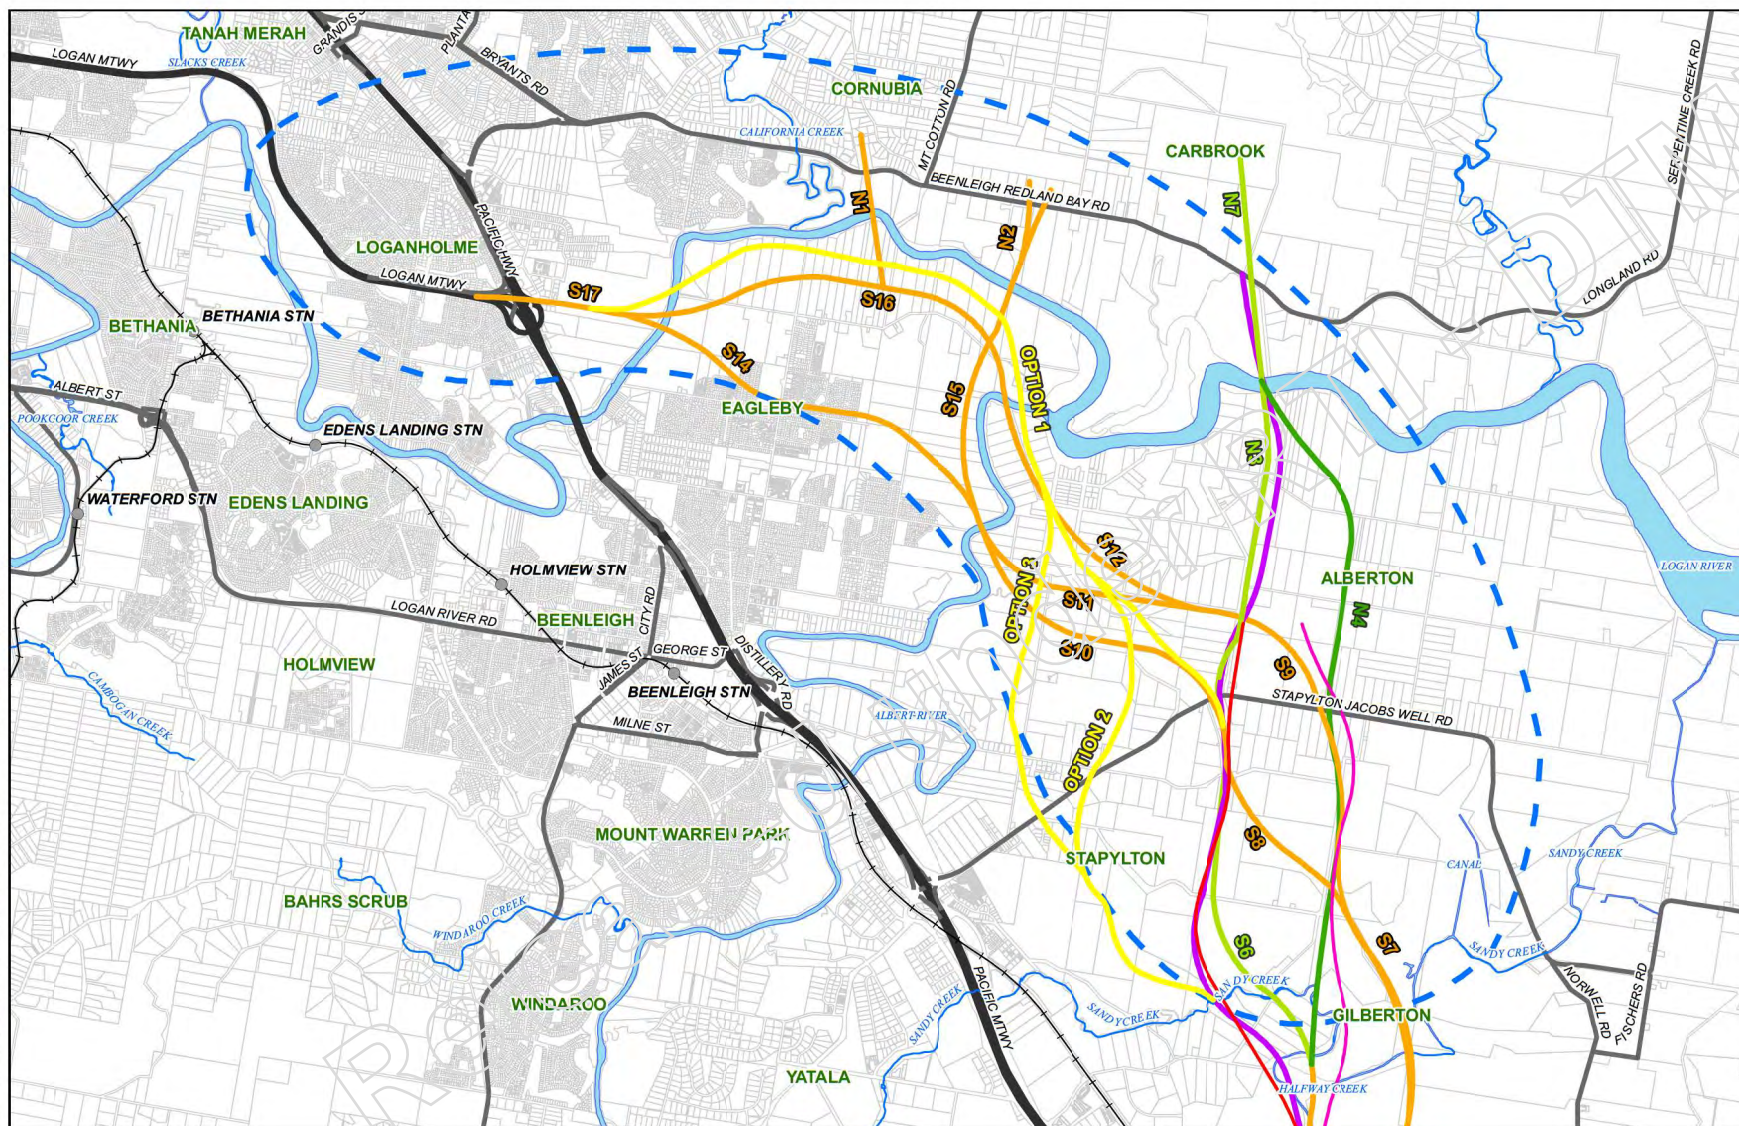 TANAH MERAH
GRANDIS S
PLANTA
LOGAN MTWY
SLACKS CREEK
BRYANTS RD
CORNUBIA
MT COTTON RD
SERPENTINE CREEK RD
CALIFORNIA CREEK
CARBROOK
BEENLEIGH REDLAND BAY RD
N1
N7
PACIFIC HWY
N2
LOGANHOLME
LOGAN MTWY
S17
S16
LONGLAND RD
BETHANIA STN
BETHANIA
S14
OPTION 1
S15
ALBERT ST
EAGLEBY
POOKCOOR CREEK
EDENS LANDING STN
N3
WATERFORD STN
EDENS LANDING
S12
HOLMVIEW STN
LOGAN RIVER
ALBERTON
OPTION 3
S11
LOGAN RIVER RD
BEENLEIGH
CITY RD
N4
GEORGE ST
DISTILLERY RD
S10
HOLMVIEW
JAMES ST
S9
BEENLEIGH STN
STAPYLTON JACOBS WELL RD
CAMBOGAN CREEK
ALBERT RIVER
MILNE ST
OPTION 2
MOUNT WARREN PARK
S8
STAPYLTON
CANAL
SANDY CREEK
BAHRS SCRUB
WINDAROO CREEK
S6
S7
SANDY CREEK
SANDY CREEK
PACIFIC MTWY
NORWELL RD
FISCHERS RD
WINDAROO
SANDY CREEK
SANDYCREEK
GILBERTON
YATALA
HALFWAY CREEK